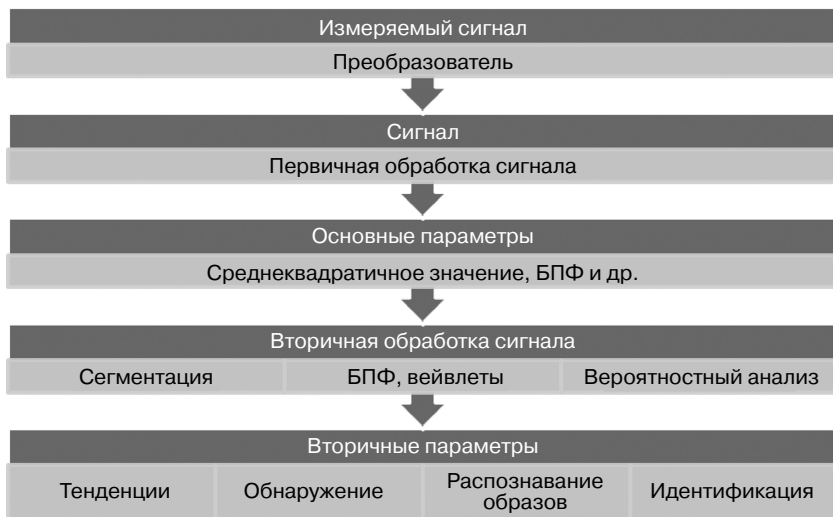 Измеряемый сигнал
Преобразователь
Сигнал
Первичная обработка сигнала
Основные параметры
Среднеквадратичное значение, БПФ и др.
Вторичная обработка сигнала
Сегментация
БПФ, вейвлеты
Вероятностный анализ
Вторичные параметры
Тенденции
Обнаружение
Распознавание
образов
Идентификация